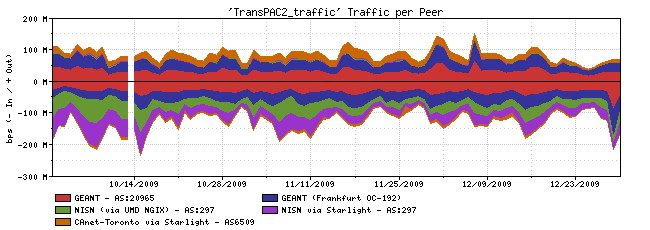 'TransPAC2_traffic' Traffic per Peer
bps (- In / + Out)
200 M
100 M
0 M
-100 M
-200 M
-300 M
10/14/2009 10/28/2009 11/11/2009 11/25/2009 12/09/2009 12/23/2009
GEANT - AS:20965 GEANT (Frankfurt OC-192)
NISN (via UMD NGIX) - AS:297 NISN via Starlight - AS:297
CAnet-Toronto via Starlight - AS6509